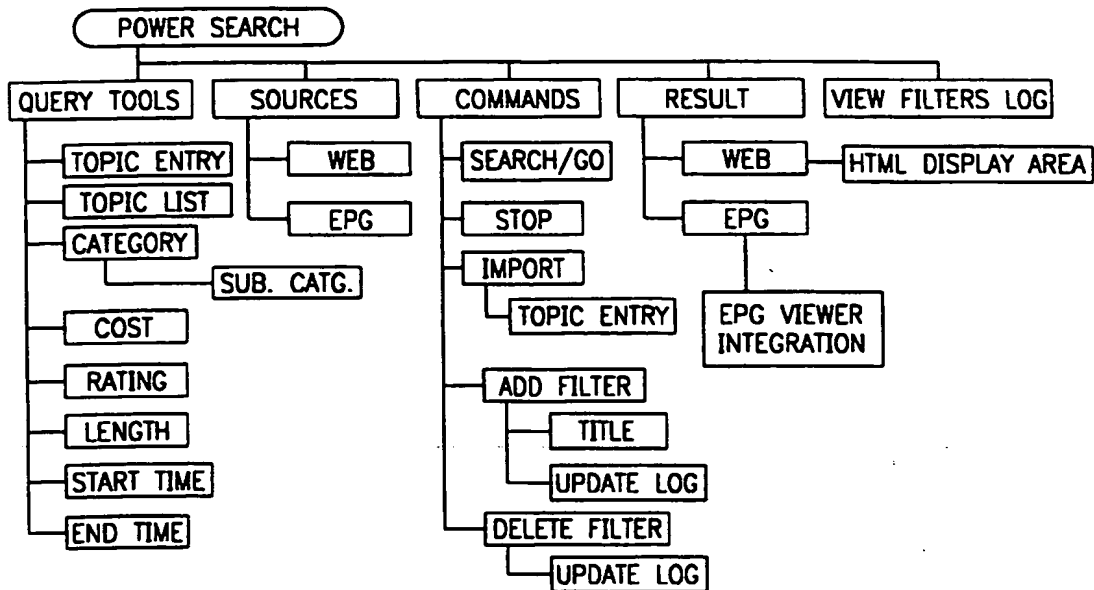 POWER SEARCH
QUERY TOOLS
SOURCES
COMMANDS
RESULT
VIEW FILTERS LOG
TOPIC ENTRY
TOPIC LIST
CATEGORY
SUB. CATG.
COST
RATING
LENGTH
START TIME
END TIME
WEB
EPG
SEARCH/GO
STOP
IMPORT
TOPIC ENTRY
ADD FILTER
TITLE
UPDATE LOG
DELETE FILTER
UPDATE LOG
WEB
HTML DISPLAY AREA
EPG
EPG VIEWER
INTEGRATION